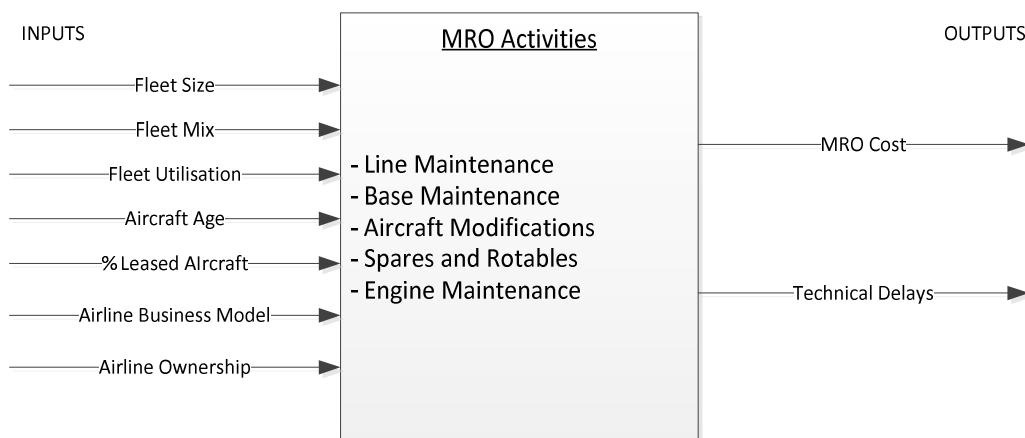 INPUTS
Fleet Size
Fleet Mix
Fleet Utilisation
Aircraft Age
% Leased AIrcraft
Airline Business Model
Airline Ownership
MRO Activities
- Line Maintenance
- Base Maintenance
- Aircraft Modifications
- Spares and Rotables
- Engine Maintenance
OUTPUTS
MRO Cost
Technical Delays